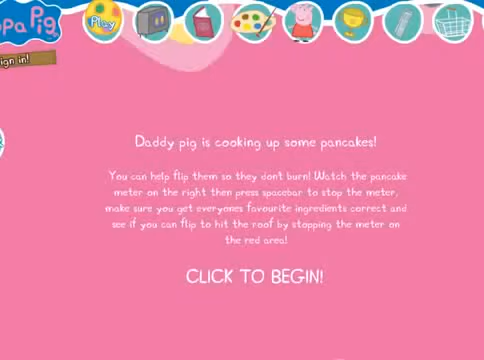 ppa Pig
Play
ign in!
Daddy pig is cooking up some pancakes!
You can help flip them so they dont burn! Watch the pancake
meter on the right then press spacebar to stop the meter,
make sure you get everyones favourite ingredients correct and
see if you can flip to hit the roof by stopping the meter on
the red area!
CLICK TO BEGIN!